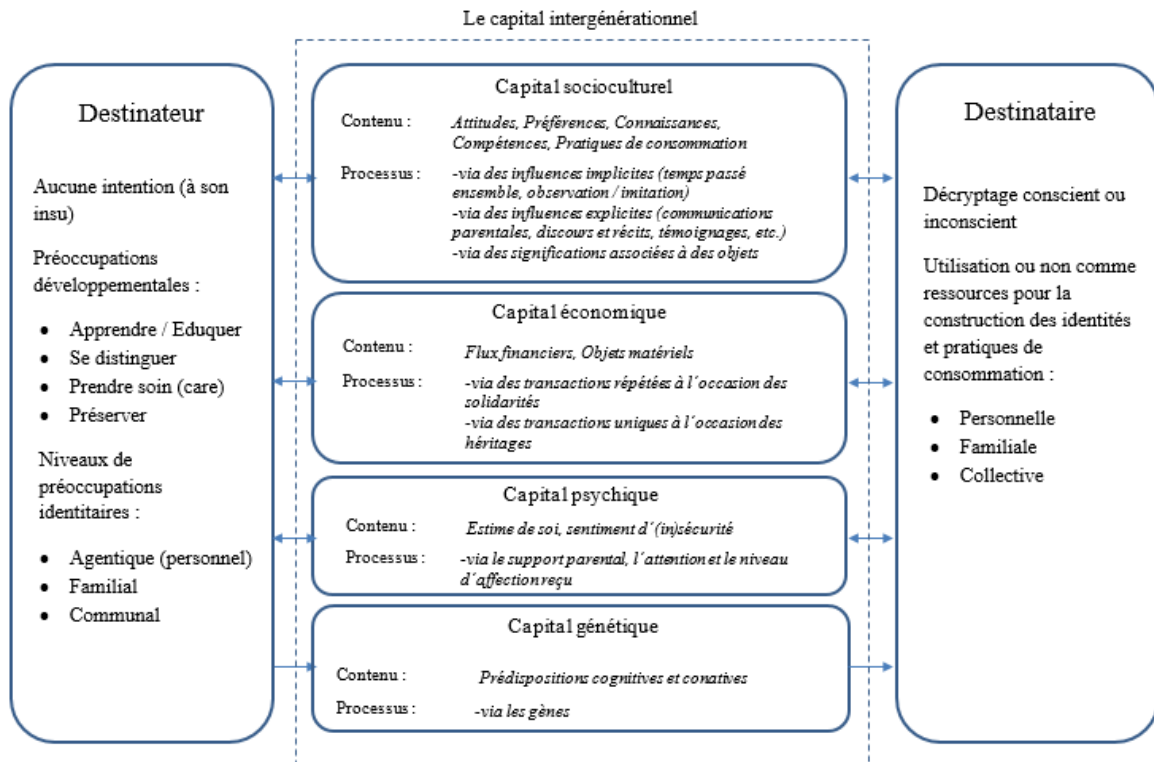 Le capital intergénérationnel
Destinateur
Aucune intention (à son
insu)
Préoccupations
développementales :
• Apprendre / Eduquer
• Se distinguer
• Prendre soin (care)
• Préserver
Niveaux de
préoccupations
identitaires :
• Agentique (personnel)
• Familial
• Communal
Capital socioculturel
Contenu : Attitudes, Préférences, Connaissances,
Compétences, Pratiques de consommation
Processus : -via des influences implicites (temps passé
ensemble, observation / imitation)
-via des influences explicites (communications
parentales, discours et récits, témoignages, etc.)
-via des significations associées à des objets
Capital économique
Contenu : Flux financiers, Objets matériels
Processus : -via des transactions répétées à l´occasion des
solidarités
-via des transactions uniques à l´occasion des
héritages
Capital psychique
Contenu : Estime de soi, sentiment d´(in)sécurité
Processus : -via le support parental, l´attention et le niveau
d´affection reçu
Capital génétique
Contenu : Prédispositions cognitives et conatives
Processus : -via les gènes
Destinataire
Décryptage conscient ou
inconscient
Utilisation ou non comme
ressources pour la
construction des identités
et pratiques de
consommation :
• Personnelle
• Familiale
• Collective